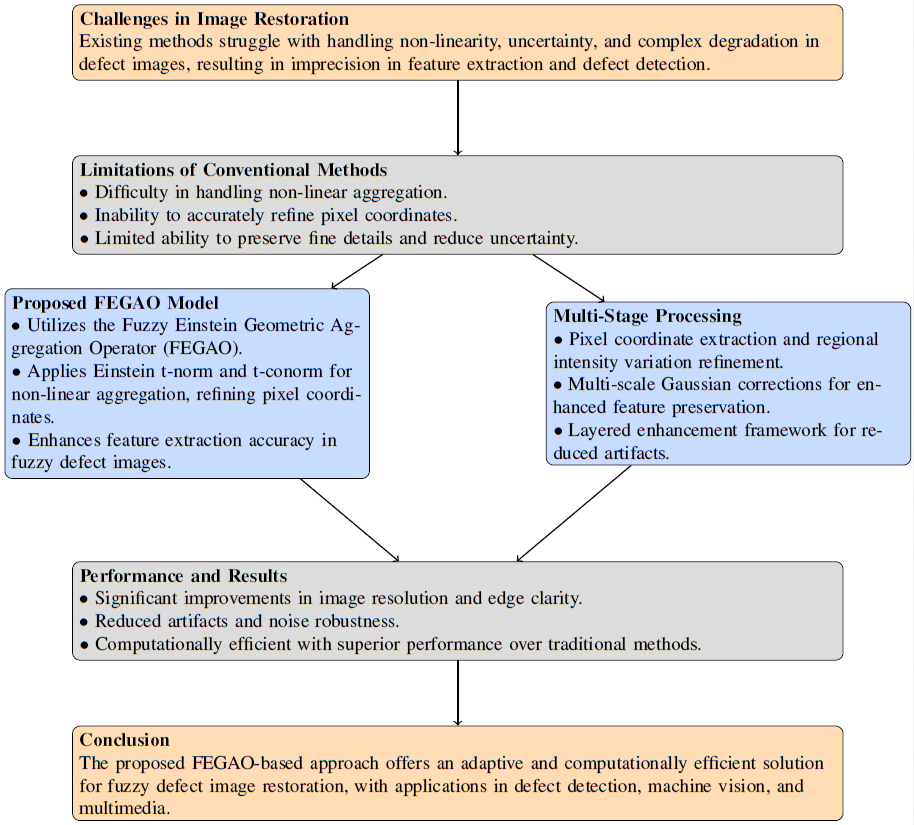 Challenges in Image Restoration
Existing methods struggle with handling non-linearity, uncertainty, and complex degradation in
defect images, resulting in imprecision in feature extraction and defect detection.
Limitations of Conventional Methods
● Difficulty in handling non-linear aggregation.
● Inability to accurately refine pixel coordinates.
● Limited ability to preserve fine details and reduce uncertainty.
Proposed FEGAO Model
● Utilizes the Fuzzy Einstein Geometric Ag-
gregation Operator (FEGAO).
● Applies Einstein t-norm and t-conorm for
non-linear aggregation, refining pixel coordi-
nates.
● Enhances feature extraction accuracy in
fuzzy defect images.
Multi-Stage Processing
● Pixel coordinate extraction and regional
intensity variation refinement.
● Multi-scale Gaussian corrections for en-
hanced feature preservation.
● Layered enhancement framework for re-
duced artifacts.
Performance and Results
● Significant improvements in image resolution and edge clarity.
● Reduced artifacts and noise robustness.
● Computationally efficient with superior performance over traditional methods.
Conclusion
The proposed FEGAO-based approach offers an adaptive and computationally efficient solution
for fuzzy defect image restoration, with applications in defect detection, machine vision, and
multimedia.